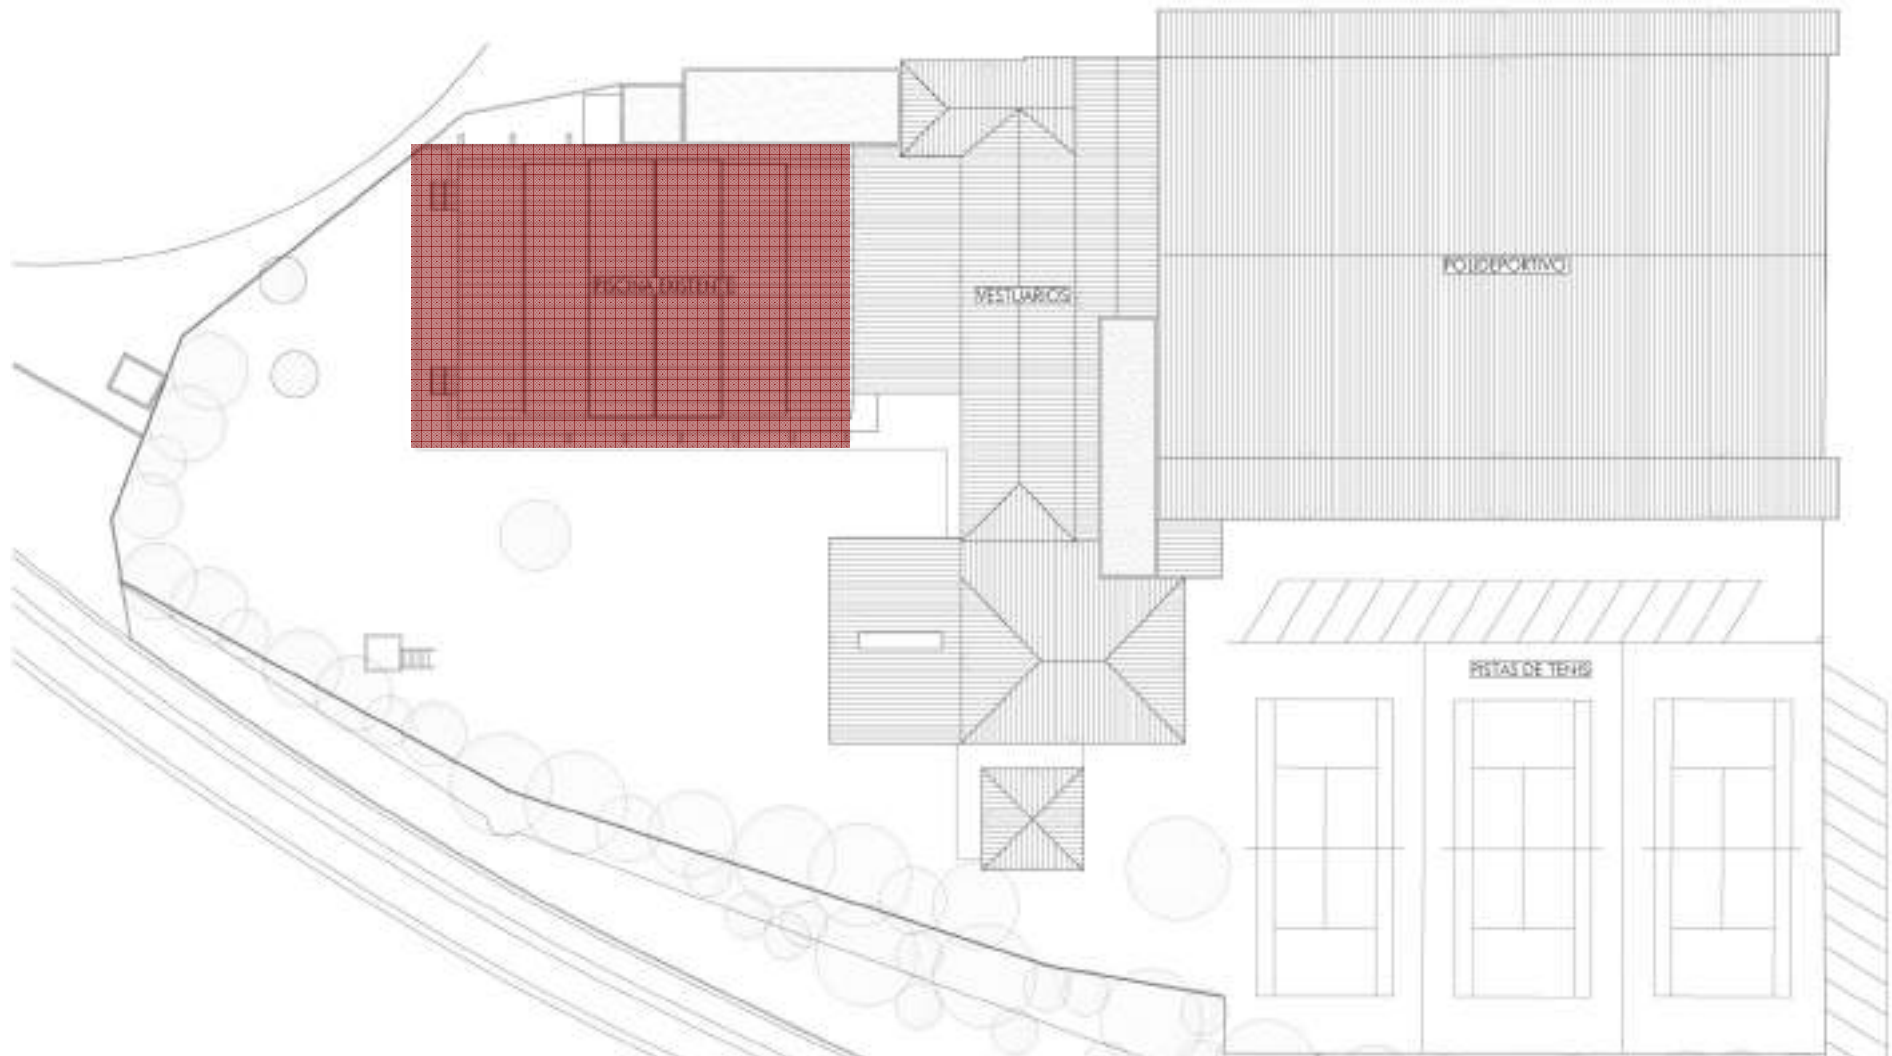 PISCINA EXISTENTE
VESTUARIOS
POLIDEPORTIVO
PISTAS DE TENIS